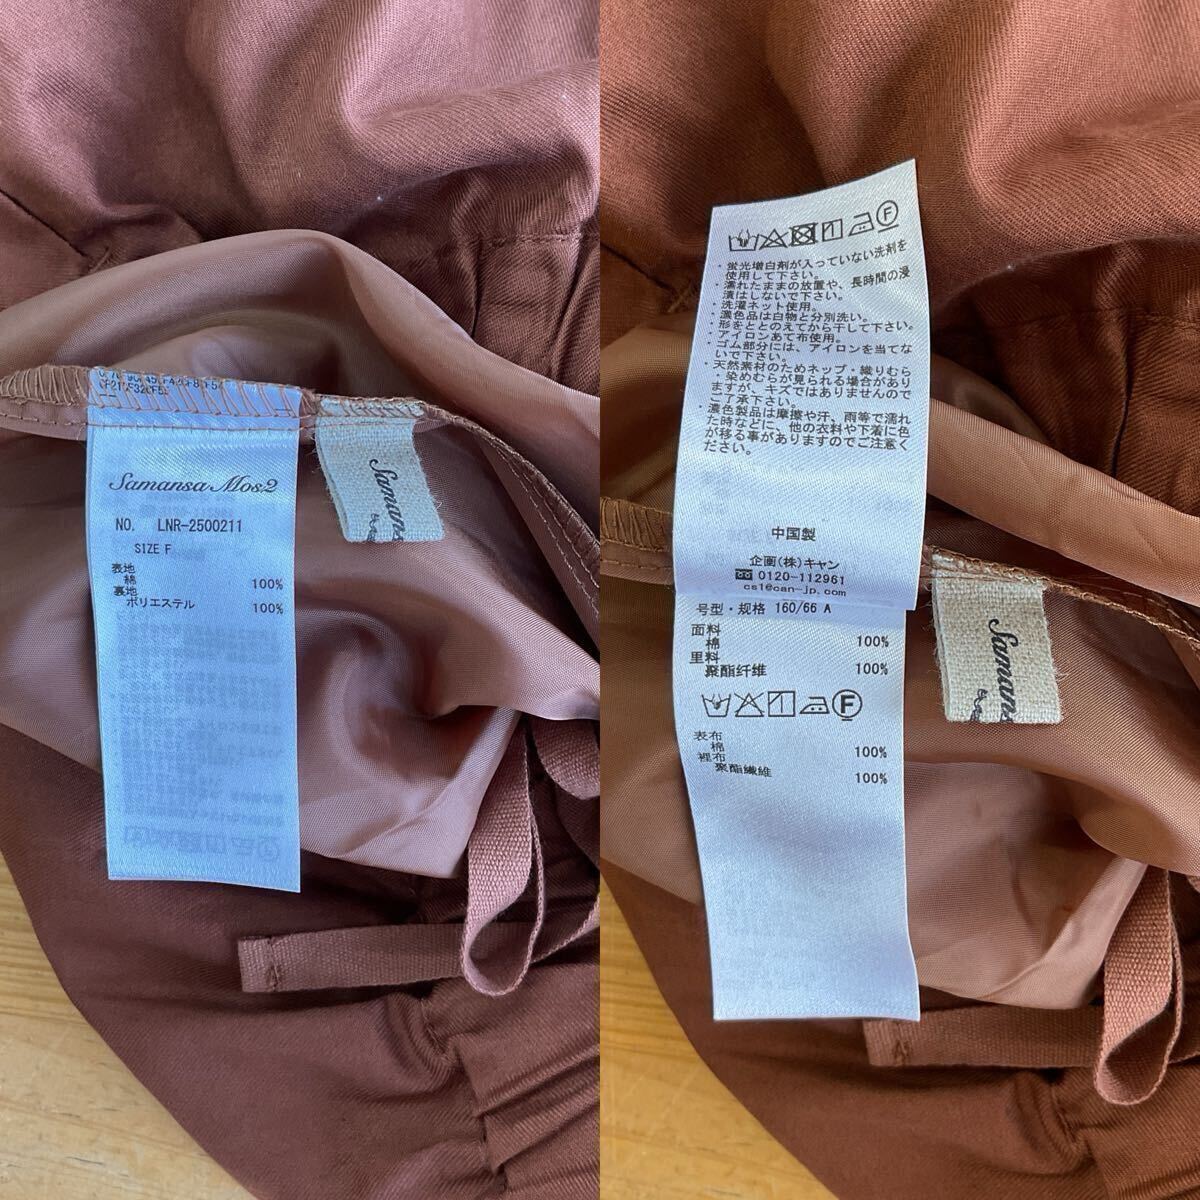 Samansa Mos2
NO. LNR-2500211
SIZE F
表地
綿 100%
裏地
ポリエステル 100%
Samans
F
・蛍光増白剤が入っていない洗剤を
使用して下さい。
・濡れたままの放置や、長時間の浸
漬はしないで下さい。
・洗濯ネット使用。
・濃色品は白物と分別洗い。
・形をととのえてから干して下さい。
・アイロンあて布使用。
・ゴム部分には、アイロンを当てな
いで下さい。
・天然素材のためネップ・織りむら
・染めむらが見られる場合があり
ますが、キズではありませんので
ご了承下さい。
・濃色製品は摩擦や汗、雨等で濡れ
た時などに、他の衣料や下着に色
が移る事がありますのでご注意く
ださい。
中国製
企画(株)キャン
0120-112961
cs1@can-jp.com
号型・规格 160/66 A
面料
棉 100%
里料
聚酯纤维 100%
F
表布
棉 100%
裡布
聚酯纖維 100%
Samans